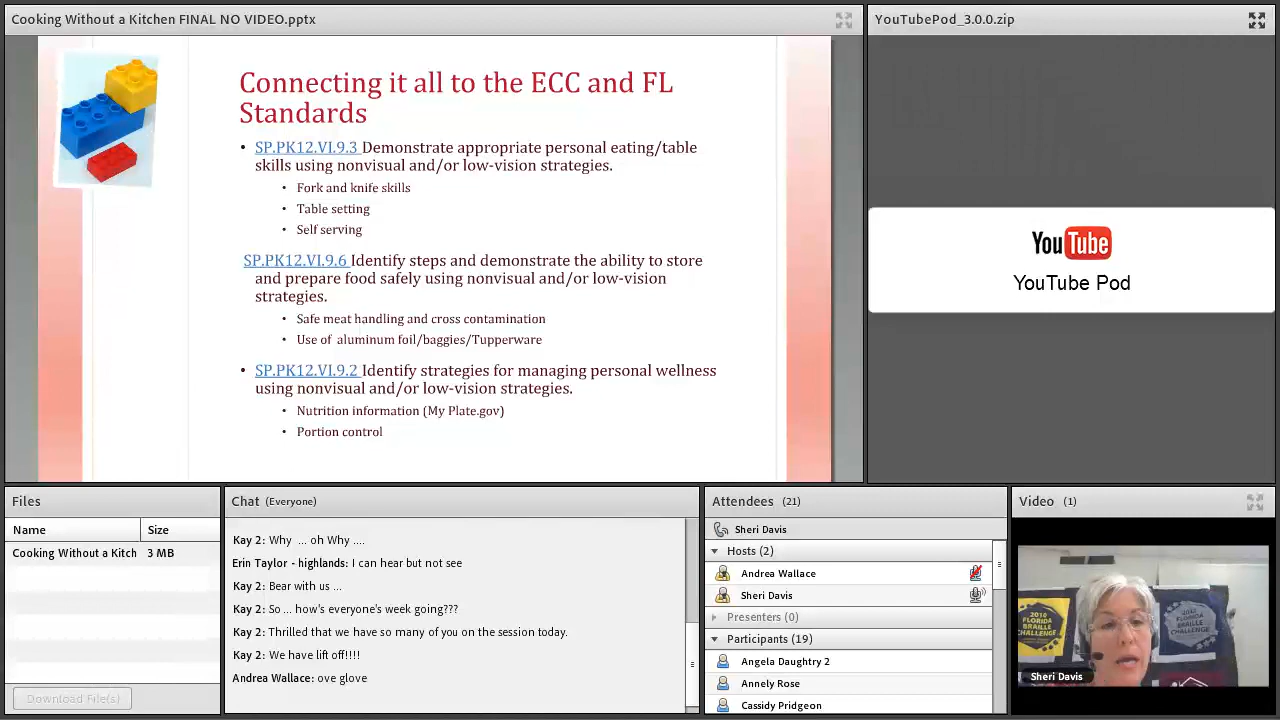 Cooking Without a Kitchen FINAL NO VIDEO.pptx
Connecting it all to the ECC and FL
Standards
• SP.PK12.VI.9.3 Demonstrate appropriate personal eating/table
skills using nonvisual and/or low-vision strategies.
• Fork and knife skills
• Table setting
• Self serving
SP.PK12.VI.9.6 Identify steps and demonstrate the ability to store
and prepare food safely using nonvisual and/or low-vision
strategies.
• Safe meat handling and cross contamination
• Use of aluminum foil/baggies/Tupperware
• SP.PK12.VI.9.2 Identify strategies for managing personal wellness
using nonvisual and/or low-vision strategies.
• Nutrition information (My Plate.gov)
• Portion control
YouTubePod_3.0.0.zip
YouTube
YouTube Pod
Files
Name Size
Cooking Without a Kitch 3 MB
Download File(s)
Chat (Everyone)
Kay 2: Why ... oh Why ....
Erin Taylor - highlands: I can hear but not see
Kay 2: Bear with us ...
Kay 2: So ... how's everyone's week going???
Kay 2: Thrilled that we have so many of you on the session today.
Kay 2: We have lift off!!!!
Andrea Wallace: ove glove
Attendees (21)
Sheri Davis
Hosts (2)
Andrea Wallace
Sheri Davis
Presenters (0)
Participants (19)
Angela Daughtry 2
Annely Rose
Cassidy Pridgeon
Video (1)
2010
FLORIDA
BRAILLE
CHALLENGE
FLORIDA
BRAILLE
CHALLENGE
Sheri Davis